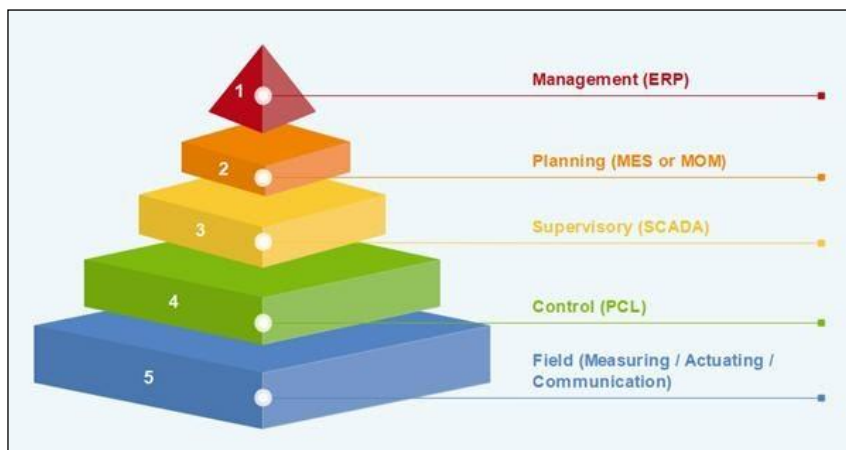 1
Management (ERP)
2
Planning (MES or MOM)
3
Supervisory (SCADA)
4
Control (PCL)
5
Field (Measuring / Actuating /
Communication)